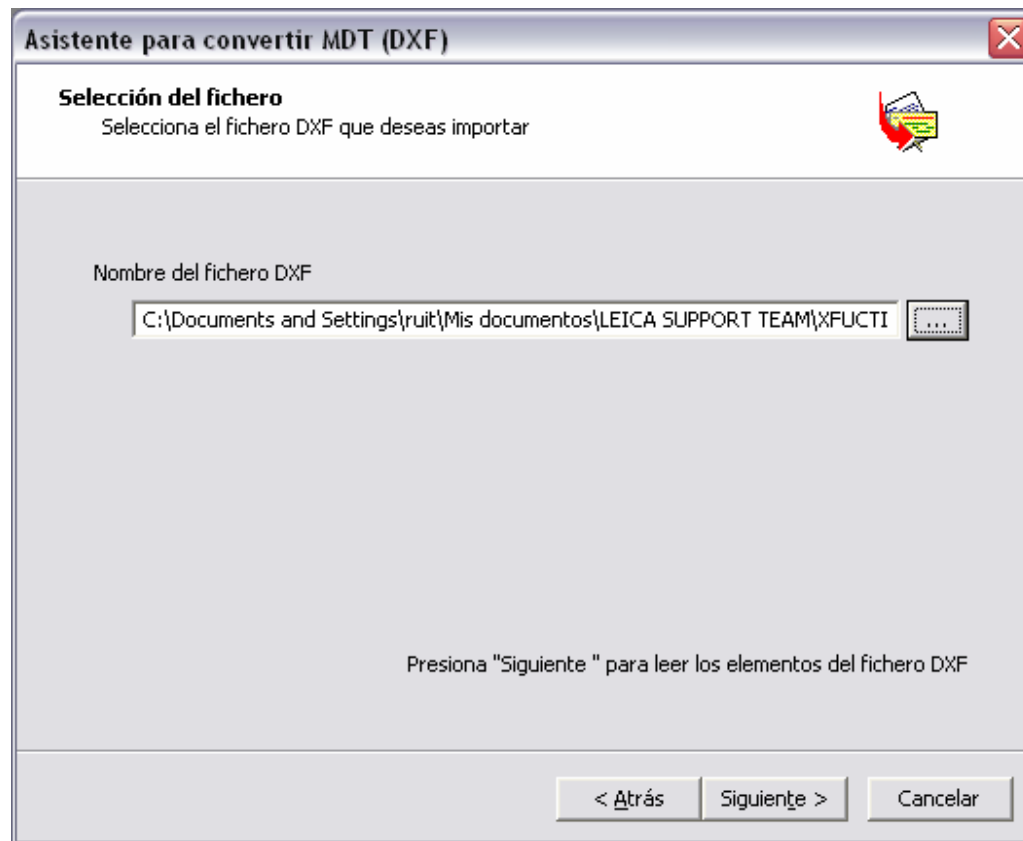 Asistente para convertir MDT (DXF)
Selección del fichero
Selecciona el fichero DXF que deseas importar
Nombre del fichero DXF
C:\Documents and Settings\ruit\Mis documentos\LEICA SUPPORT TEAM\XFUCTI
...
Presiona "Siguiente " para leer los elementos del fichero DXF
< Atrás
Siguiente >
Cancelar